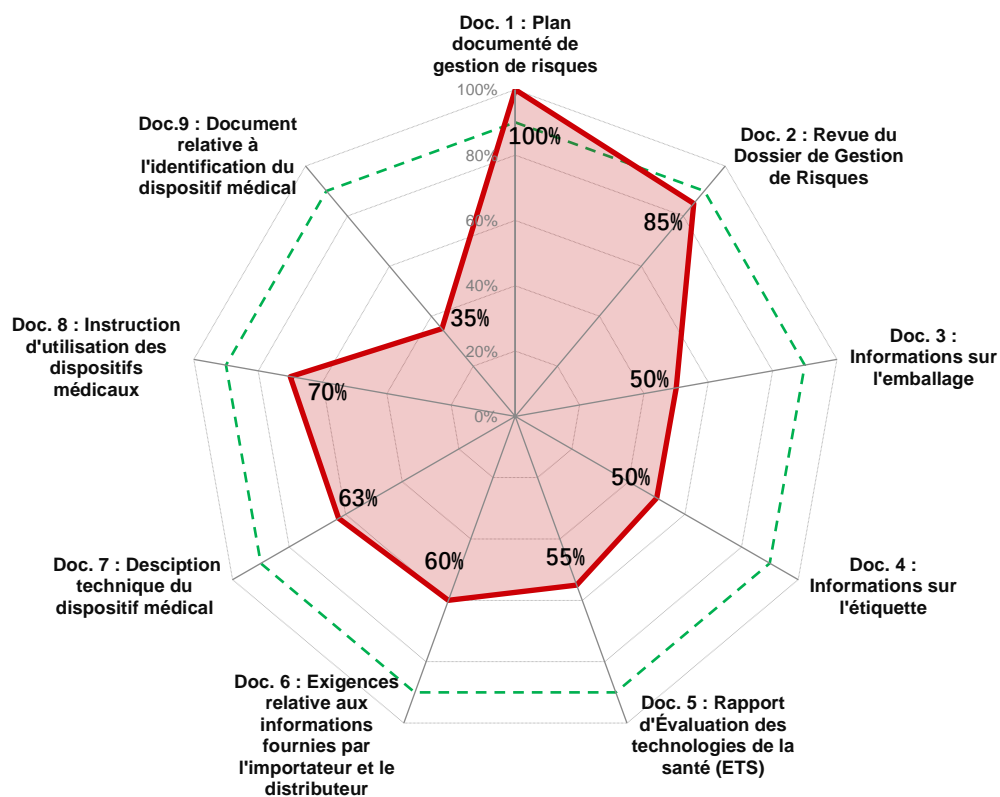 Doc. 1 : Plan
documenté de
gestion de risques
100%
80%
60%
40%
20%
0%
100%
Doc. 2 : Revue du
Dossier de Gestion
de Risques
85%
Doc. 3 :
Informations sur
l'emballage
50%
Doc. 4 :
Informations sur
l'étiquette
50%
Doc. 5 : Rapport
d'Évaluation des
technologies de la
santé (ETS)
55%
Doc. 6 : Exigences
relative aux
informations
fournies par
l'importateur et le
distributeur
60%
Doc. 7 : Desciption
technique du
dispositif médical
63%
Doc. 8 : Instruction
d'utilisation des
dispositifs
médicaux
70%
Doc.9 : Document
relative à
l'identification du
dispositif médical
35%